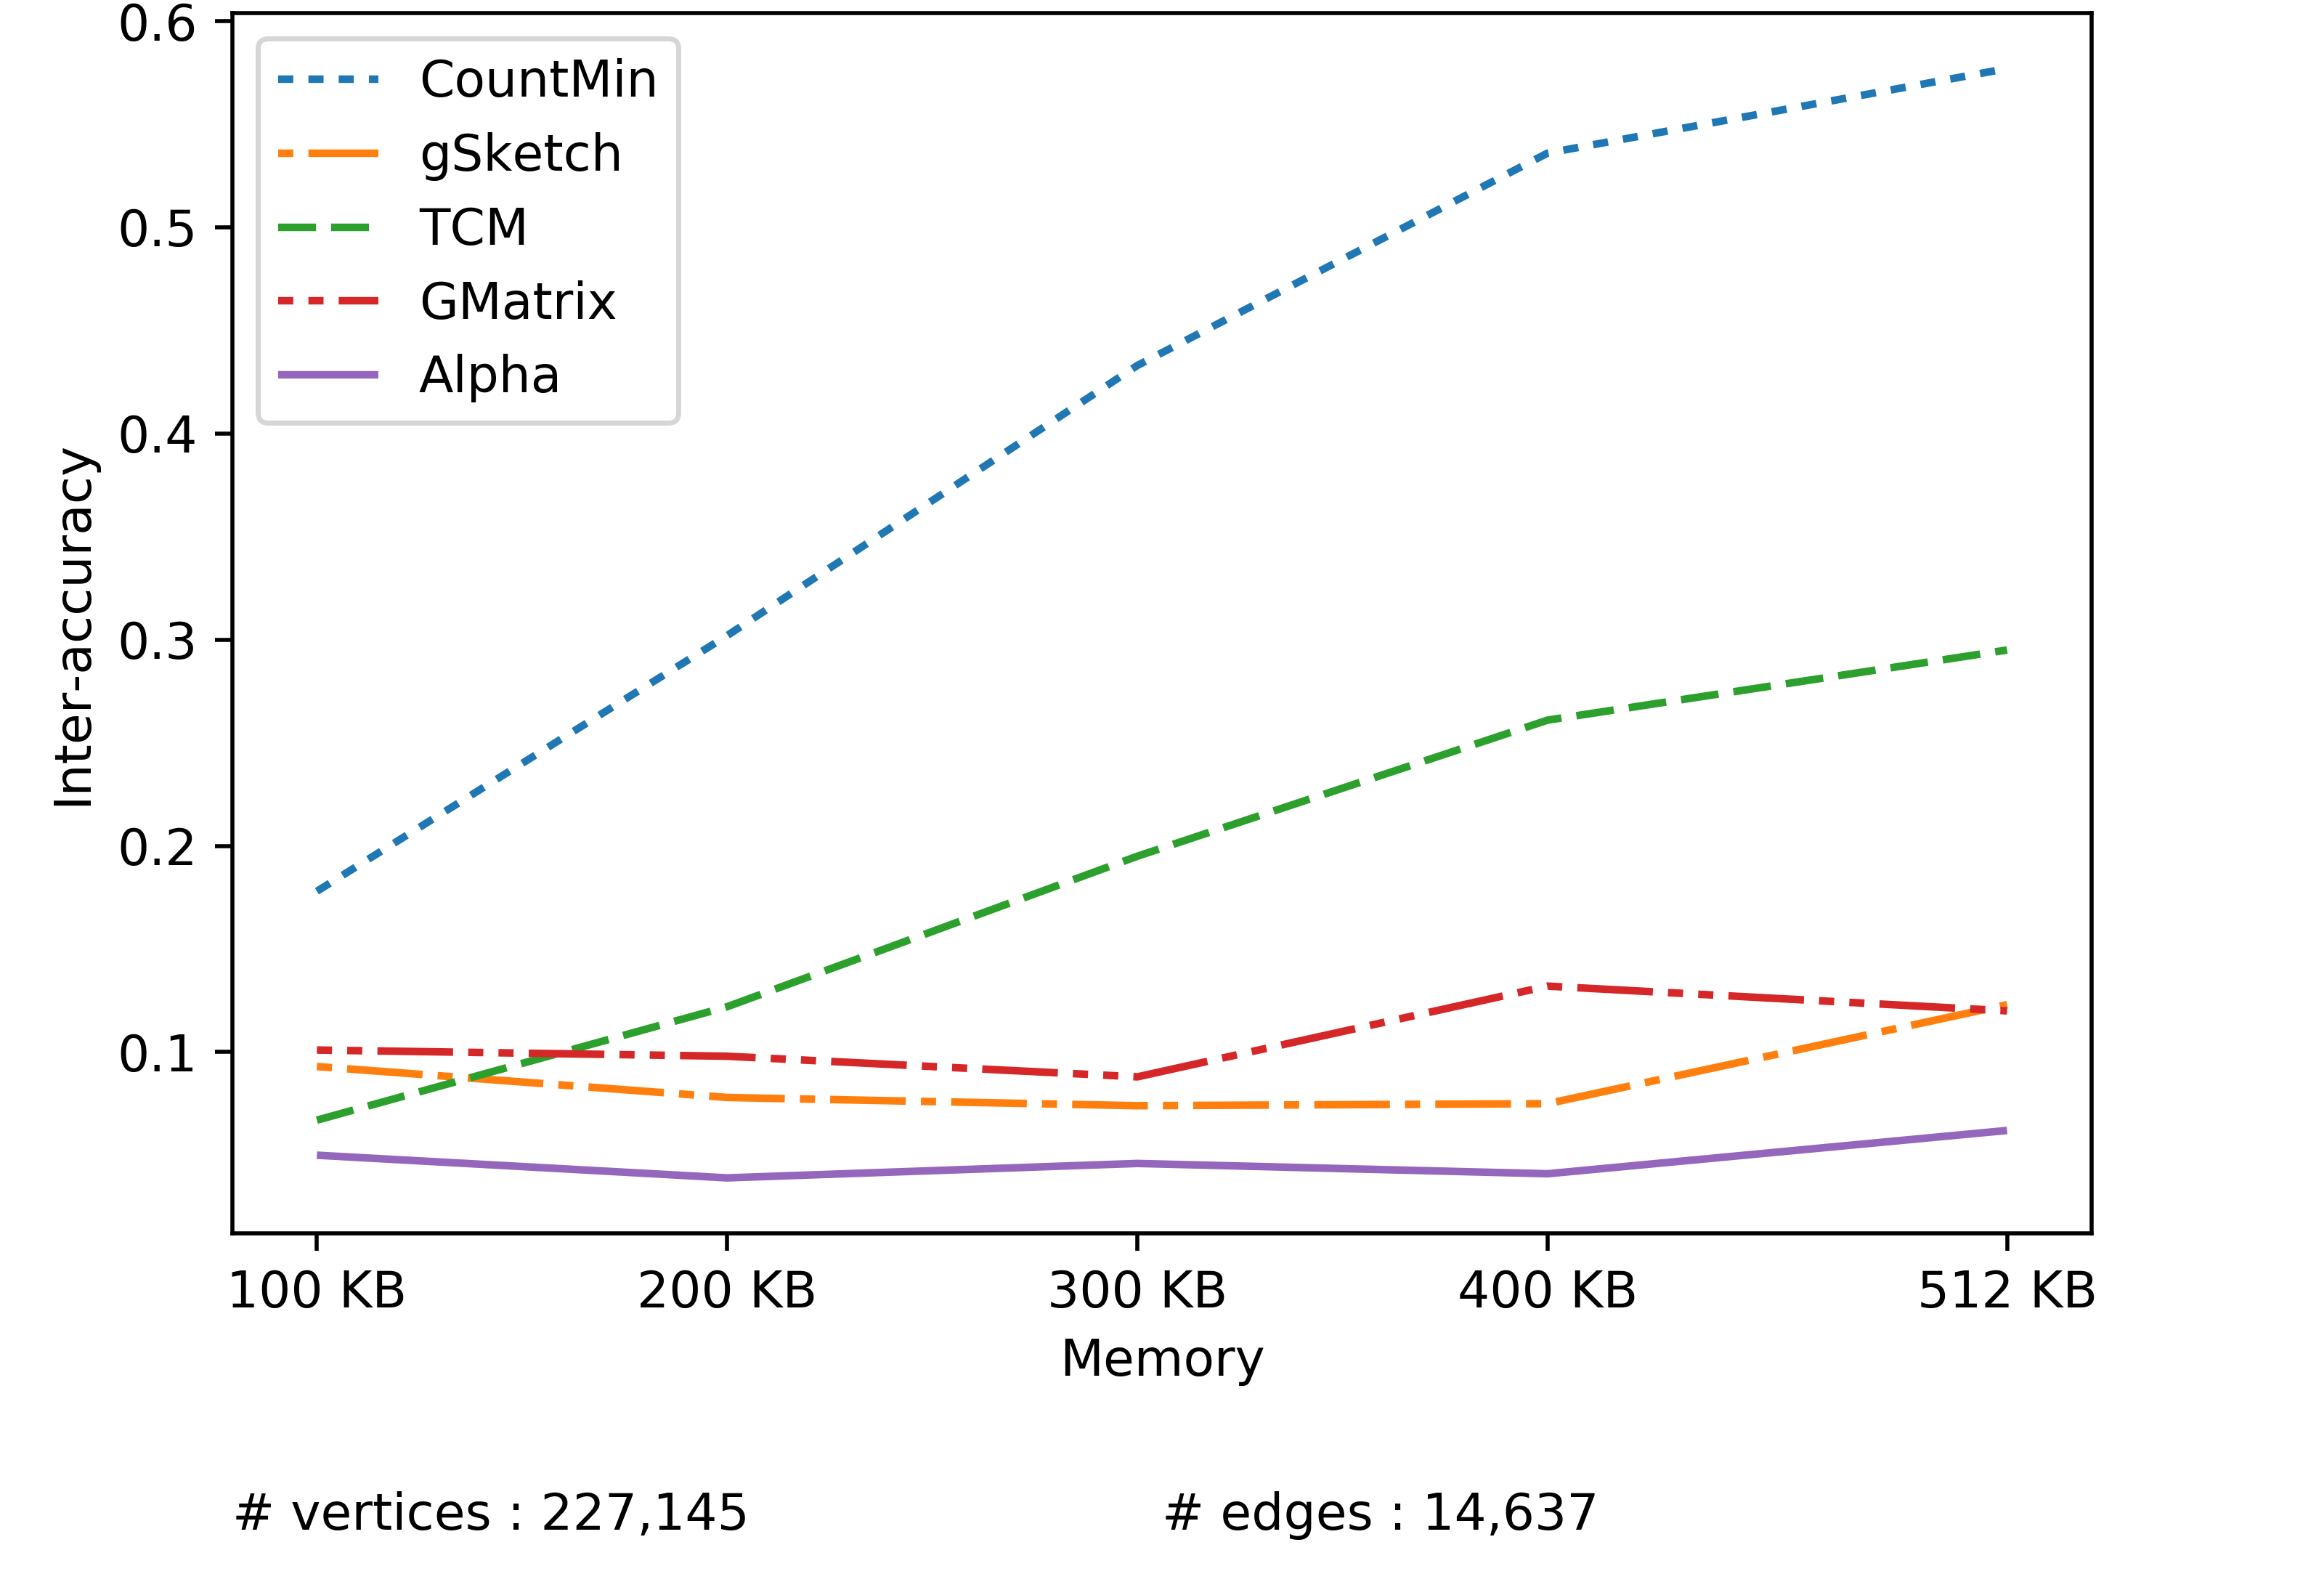 0.6
0.5
0.4
0.3
0.2
0.1
Inter-accuracy
CountMin
gSketch
TCM
GMatrix
Alpha
100 KB
200 KB
300 KB
400 KB
512 KB
Memory
# vertices : 227,145
# edges : 14,637